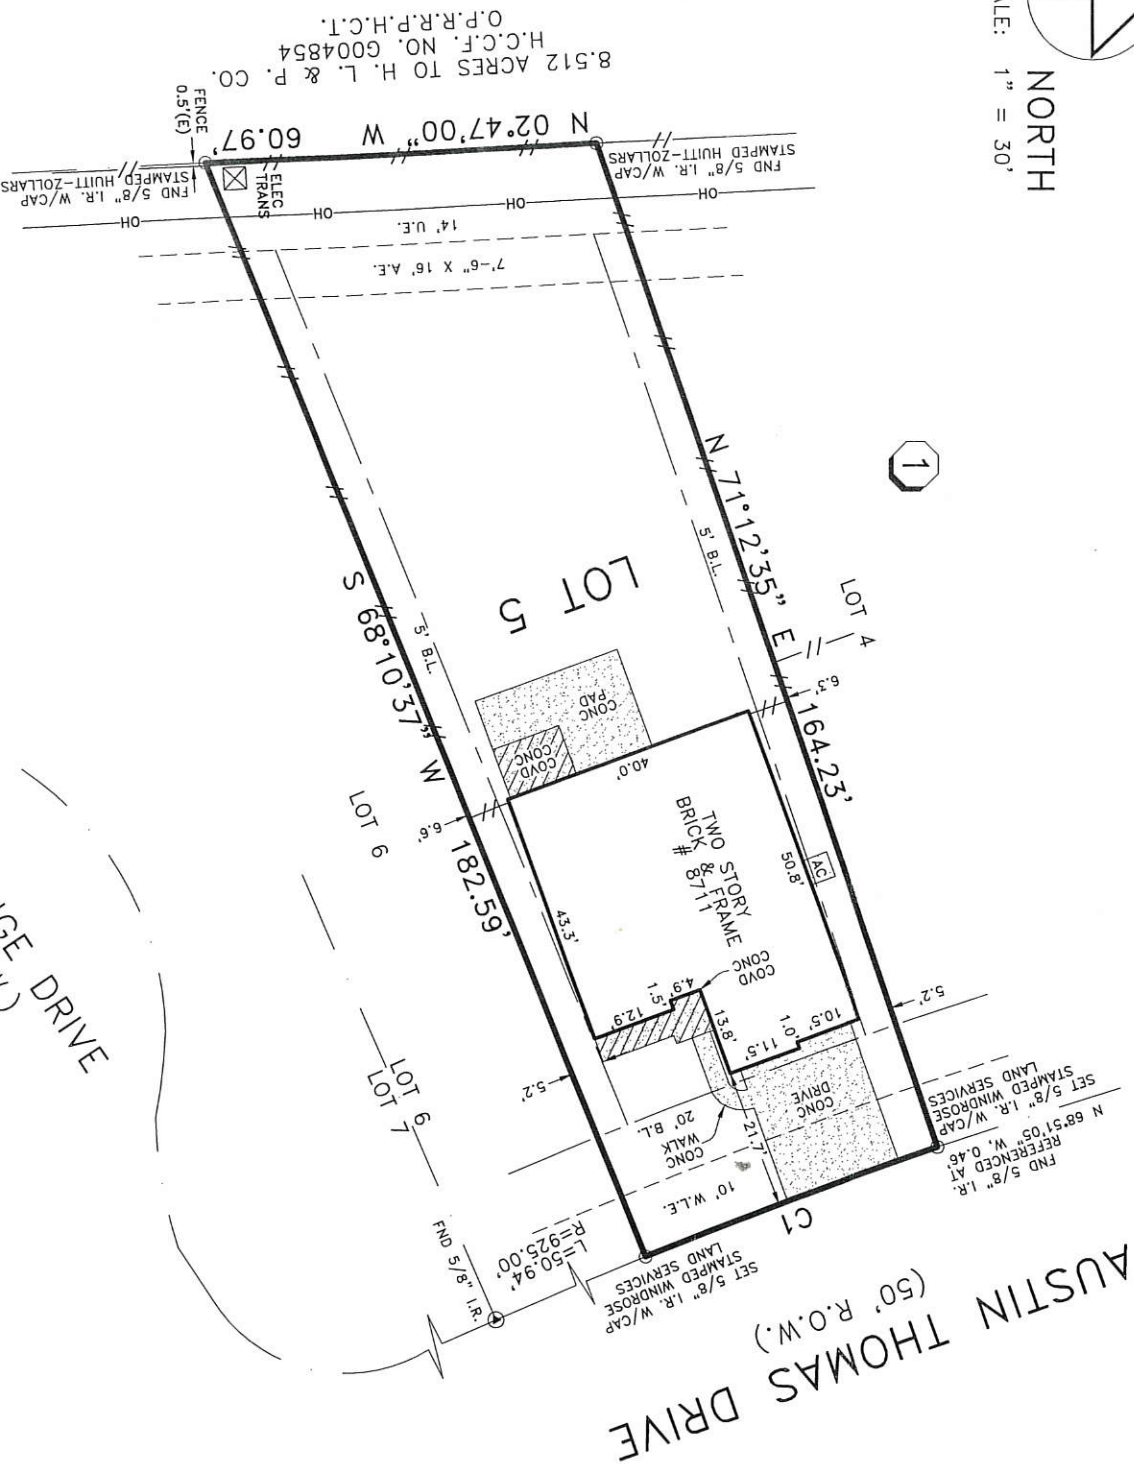 ALE: 1" = 30'
NORTH
8.512 ACRES TO H. L. & P. CO.
H.C.C.F. NO. G004854
O.P.R.R.P.H.C.T.
FENCE
0.5'(E)
N 02°47'00" W 60.97'
FND 5/8" I.R. W/CAP
STAMPED HUITT-ZOLLARS
FND 5/8" I.R. W/CAP
STAMPED HUITT-ZOLLARS
ELEC
TRANS
OH
OH
OH
OH
14' U.E.
7'-6" X 16' A.E.
1
N 71°12'35" E 164.23'
5' B.L.
LOT 4
LOT 5
S 68°10'37" W 182.59'
5' B.L.
LOT 6
6.3'
6.6'
CONC
PAD
COVD
CONC
40.0'
TWO STORY
BRICK & FRAME
# 8711
50.8'
AC
43.3'
COVD
CONC
4.9'
1.5'
12.9'
13.8'
11.5'
1.0'
10.5'
5.2'
5.2'
CONC
DRIVE
21.7'
CONC
WALK
20' B.L.
10' W.L.E.
C1
SET 5/8" I.R. W/CAP
STAMPED WINDROSE
LAND SERVICES
FND 5/8" I.R.
REFERENCED AT
N 68°51'05" W, 0.46'
SET 5/8" I.R. W/CAP
STAMPED WINDROSE
LAND SERVICES
L=50.94'
R=925.00'
FND 5/8" I.R.
LOT 6
LOT 7
GE DRIVE
W.)
AUSTIN THOMAS DRIVE
(50' R.O.W.)